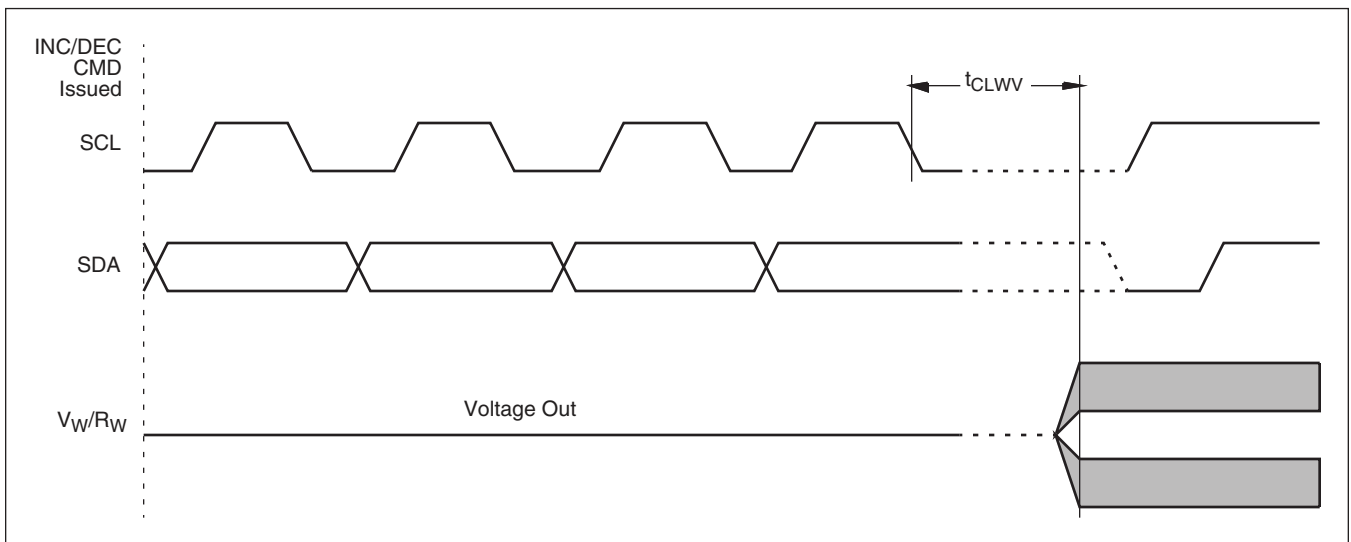 INC/DEC
CMD
Issued
tCLWV
SCL
SDA
Voltage Out
VW/RW